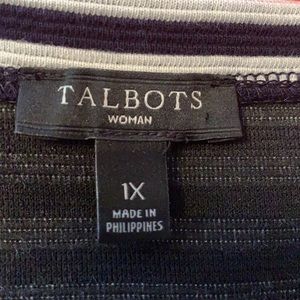 TALBOTS
WOMAN
1X
MADE IN
PHILIPPINES